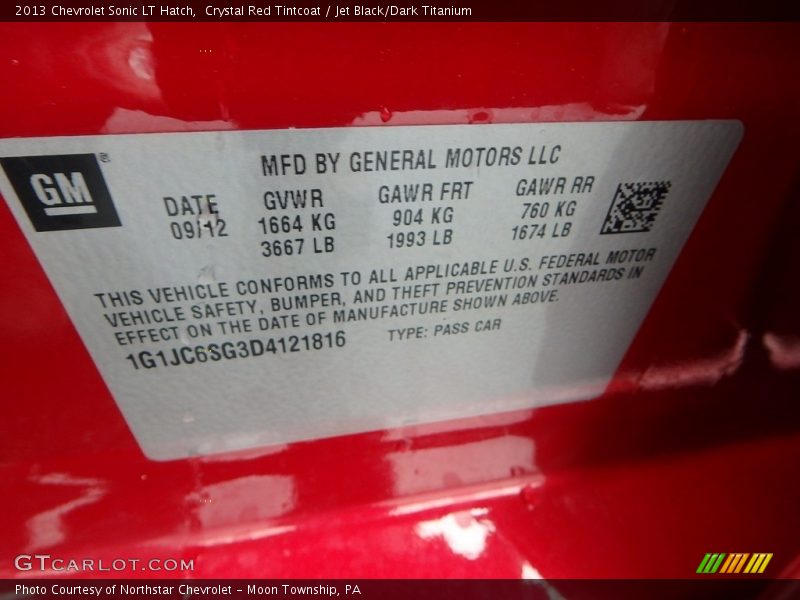 2013 Chevrolet Sonic LT Hatch,  Crystal Red Tintcoat / Jet Black/Dark Titanium
GM®
MFD BY GENERAL MOTORS LLC
DATE GVWR GAWR FRT GAWR RR
09/12 1664 KG 904 KG 760 KG
3667 LB 1993 LB 1674 LB
THIS VEHICLE CONFORMS TO ALL APPLICABLE U.S. FEDERAL MOTOR
VEHICLE SAFETY, BUMPER, AND THEFT PREVENTION STANDARDS IN
EFFECT ON THE DATE OF MANUFACTURE SHOWN ABOVE.
1G1JC6SG3D4121816 TYPE: PASS CAR
GTCARLOT.COM
Photo Courtesy of Northstar Chevrolet - Moon Township, PA